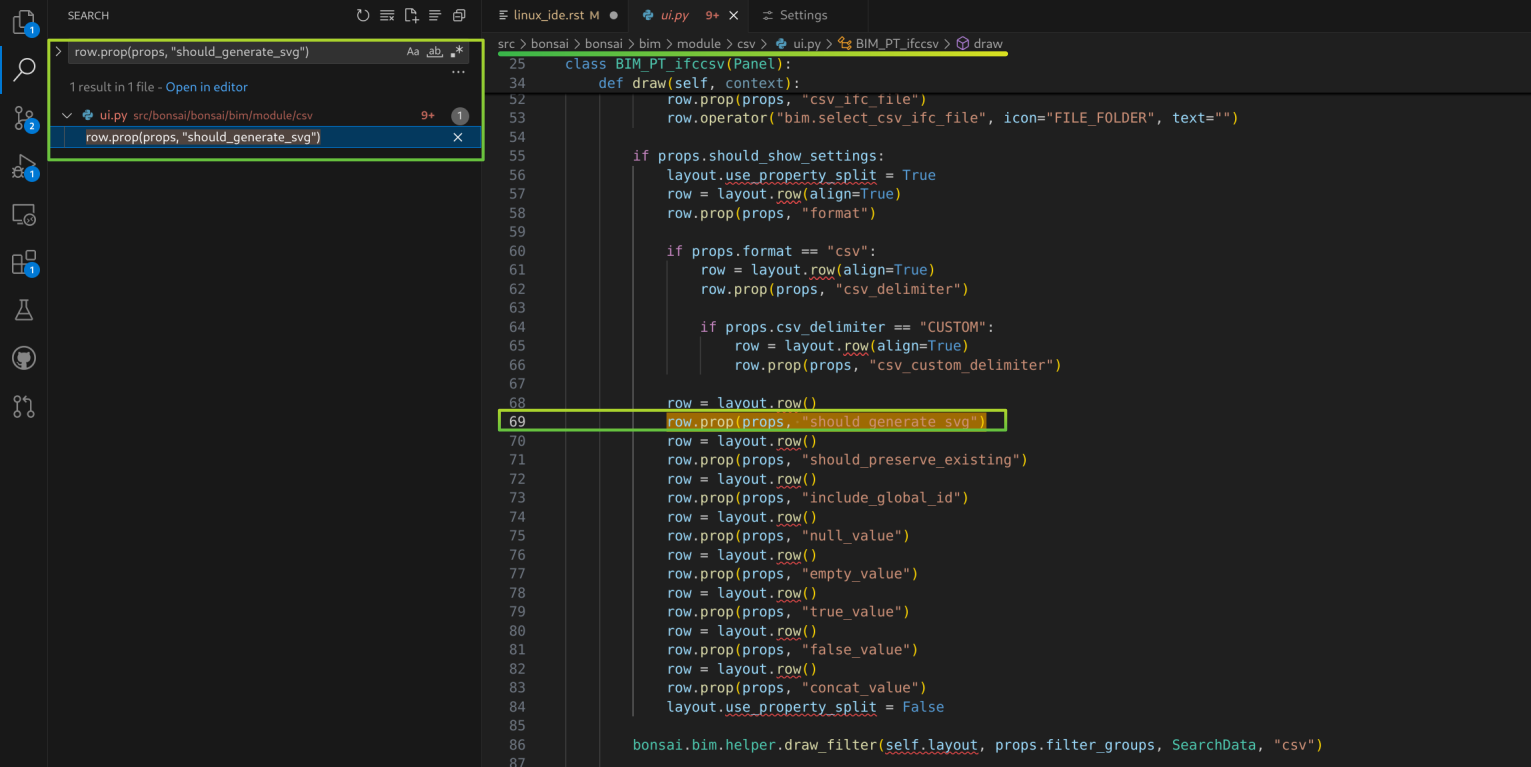 SEARCH
row.prop(props, "should_generate_svg")
Aa ab .*
1 result in 1 file - Open in editor
ui.py src/bonsai/bonsai/bim/module/csv 9+ 1
row.prop(props, "should_generate_svg")
1
2
1
1
linux_ide.rst M
ui.py 9+
Settings
src > bonsai > bonsai > bim > module > csv > ui.py > BIM_PT_ifccsv > draw
25 class BIM_PT_ifccsv(Panel):
34 def draw(self, context):
52 row.prop(props, "csv_ifc_file")
53 row.operator("bim.select_csv_ifc_file", icon="FILE_FOLDER", text="")
54
55 if props.should_show_settings:
56 layout.use_property_split = True
57 row = layout.row(align=True)
58 row.prop(props, "format")
59
60 if props.format == "csv":
61 row = layout.row(align=True)
62 row.prop(props, "csv_delimiter")
63
64 if props.csv_delimiter == "CUSTOM":
65 row = layout.row(align=True)
66 row.prop(props, "csv_custom_delimiter")
67
68 row = layout.row()
69 row.prop(props, "should_generate_svg")
70 row = layout.row()
71 row.prop(props, "should_preserve_existing")
72 row = layout.row()
73 row.prop(props, "include_global_id")
74 row = layout.row()
75 row.prop(props, "null_value")
76 row = layout.row()
77 row.prop(props, "empty_value")
78 row = layout.row()
79 row.prop(props, "true_value")
80 row = layout.row()
81 row.prop(props, "false_value")
82 row = layout.row()
83 row.prop(props, "concat_value")
84 layout.use_property_split = False
85
86 bonsai.bim.helper.draw_filter(self.layout, props.filter_groups, SearchData, "csv")
87